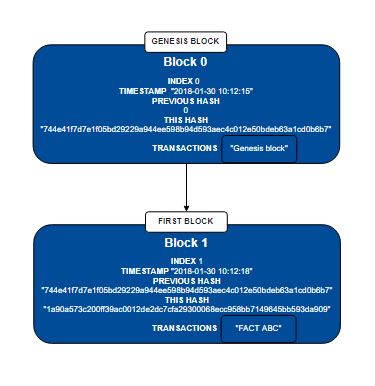 GENESIS BLOCK
Block 0
INDEX 0
TIMESTAMP "2018-01-30 10:12:15"
PREVIOUS HASH
0
THIS HASH
"744e41f7d7e1f05bd29229a944ee598b94d593aec4c012e50bdeb63a1cd0b6b7"
TRANSACTIONS "Genesis block"
FIRST BLOCK
Block 1
INDEX 1
TIMESTAMP "2018-01-30 10:12:18"
PREVIOUS HASH
"744e41f7d7e1f05bd29229a944ee598b94d593aec4c012e50bdeb63a1cd0b6b7"
THIS HASH
"1a90a573c200ff39ac0012de2dc7cfa29300068ecc958bb7149645bb593da909"
TRANSACTIONS "FACT ABC"